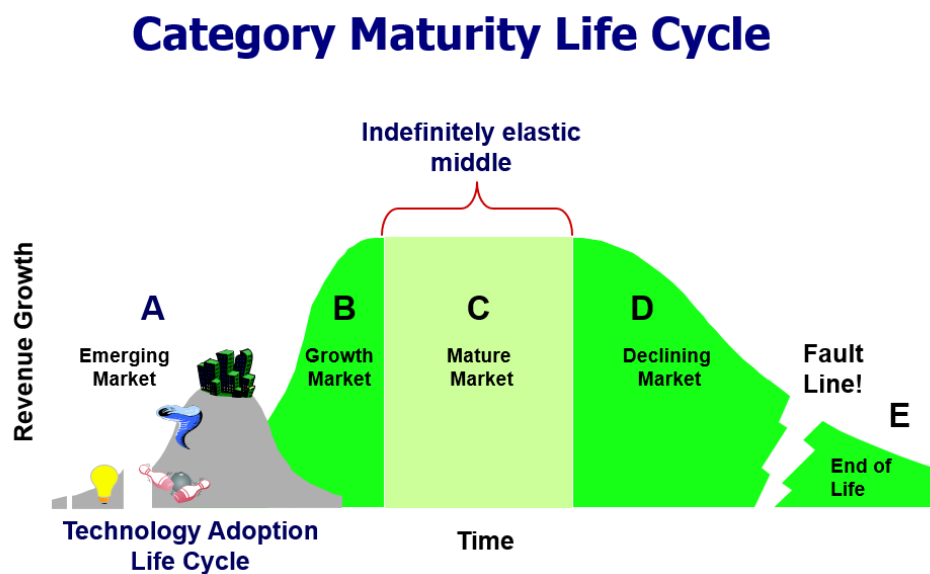 Category Maturity Life Cycle
Indefinitely elastic
middle
Revenue Growth
A
Emerging
Market
B
Growth
Market
C
Mature
Market
D
Declining
Market
Fault
Line!
E
End of
Life
Technology Adoption
Life Cycle
Time